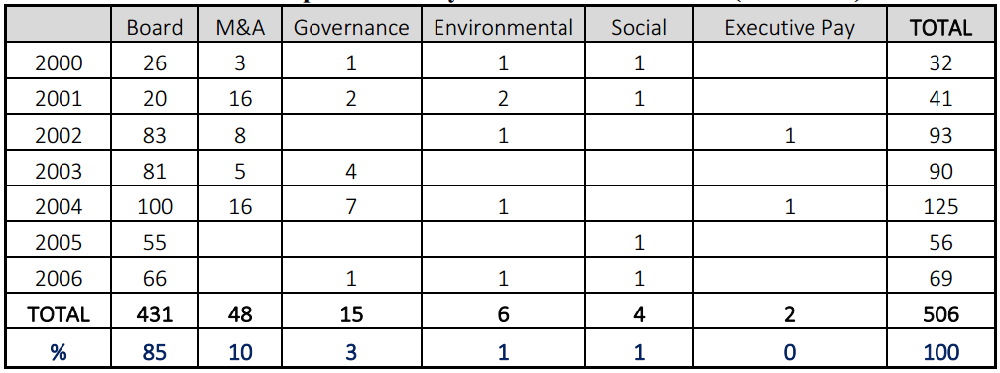 Board M&A Governance Environmental Social Executive Pay TOTAL
2000 26 3 1 1 1 32
2001 20 16 2 2 1 41
2002 83 8 1 1 93
2003 81 5 4 90
2004 100 16 7 1 1 125
2005 55 1 56
2006 66 1 1 1 69
TOTAL 431 48 15 6 4 2 506
% 85 10 3 1 1 0 100